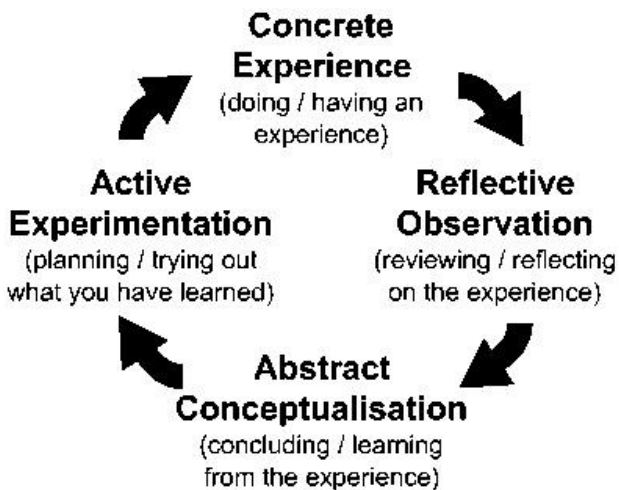 Concrete
Experience
(doing / having an
experience)
Reflective
Observation
(reviewing / reflecting
on the experience)
Abstract
Conceptualisation
(concluding / learning
from the experience)
Active
Experimentation
(planning / trying out
what you have learned)